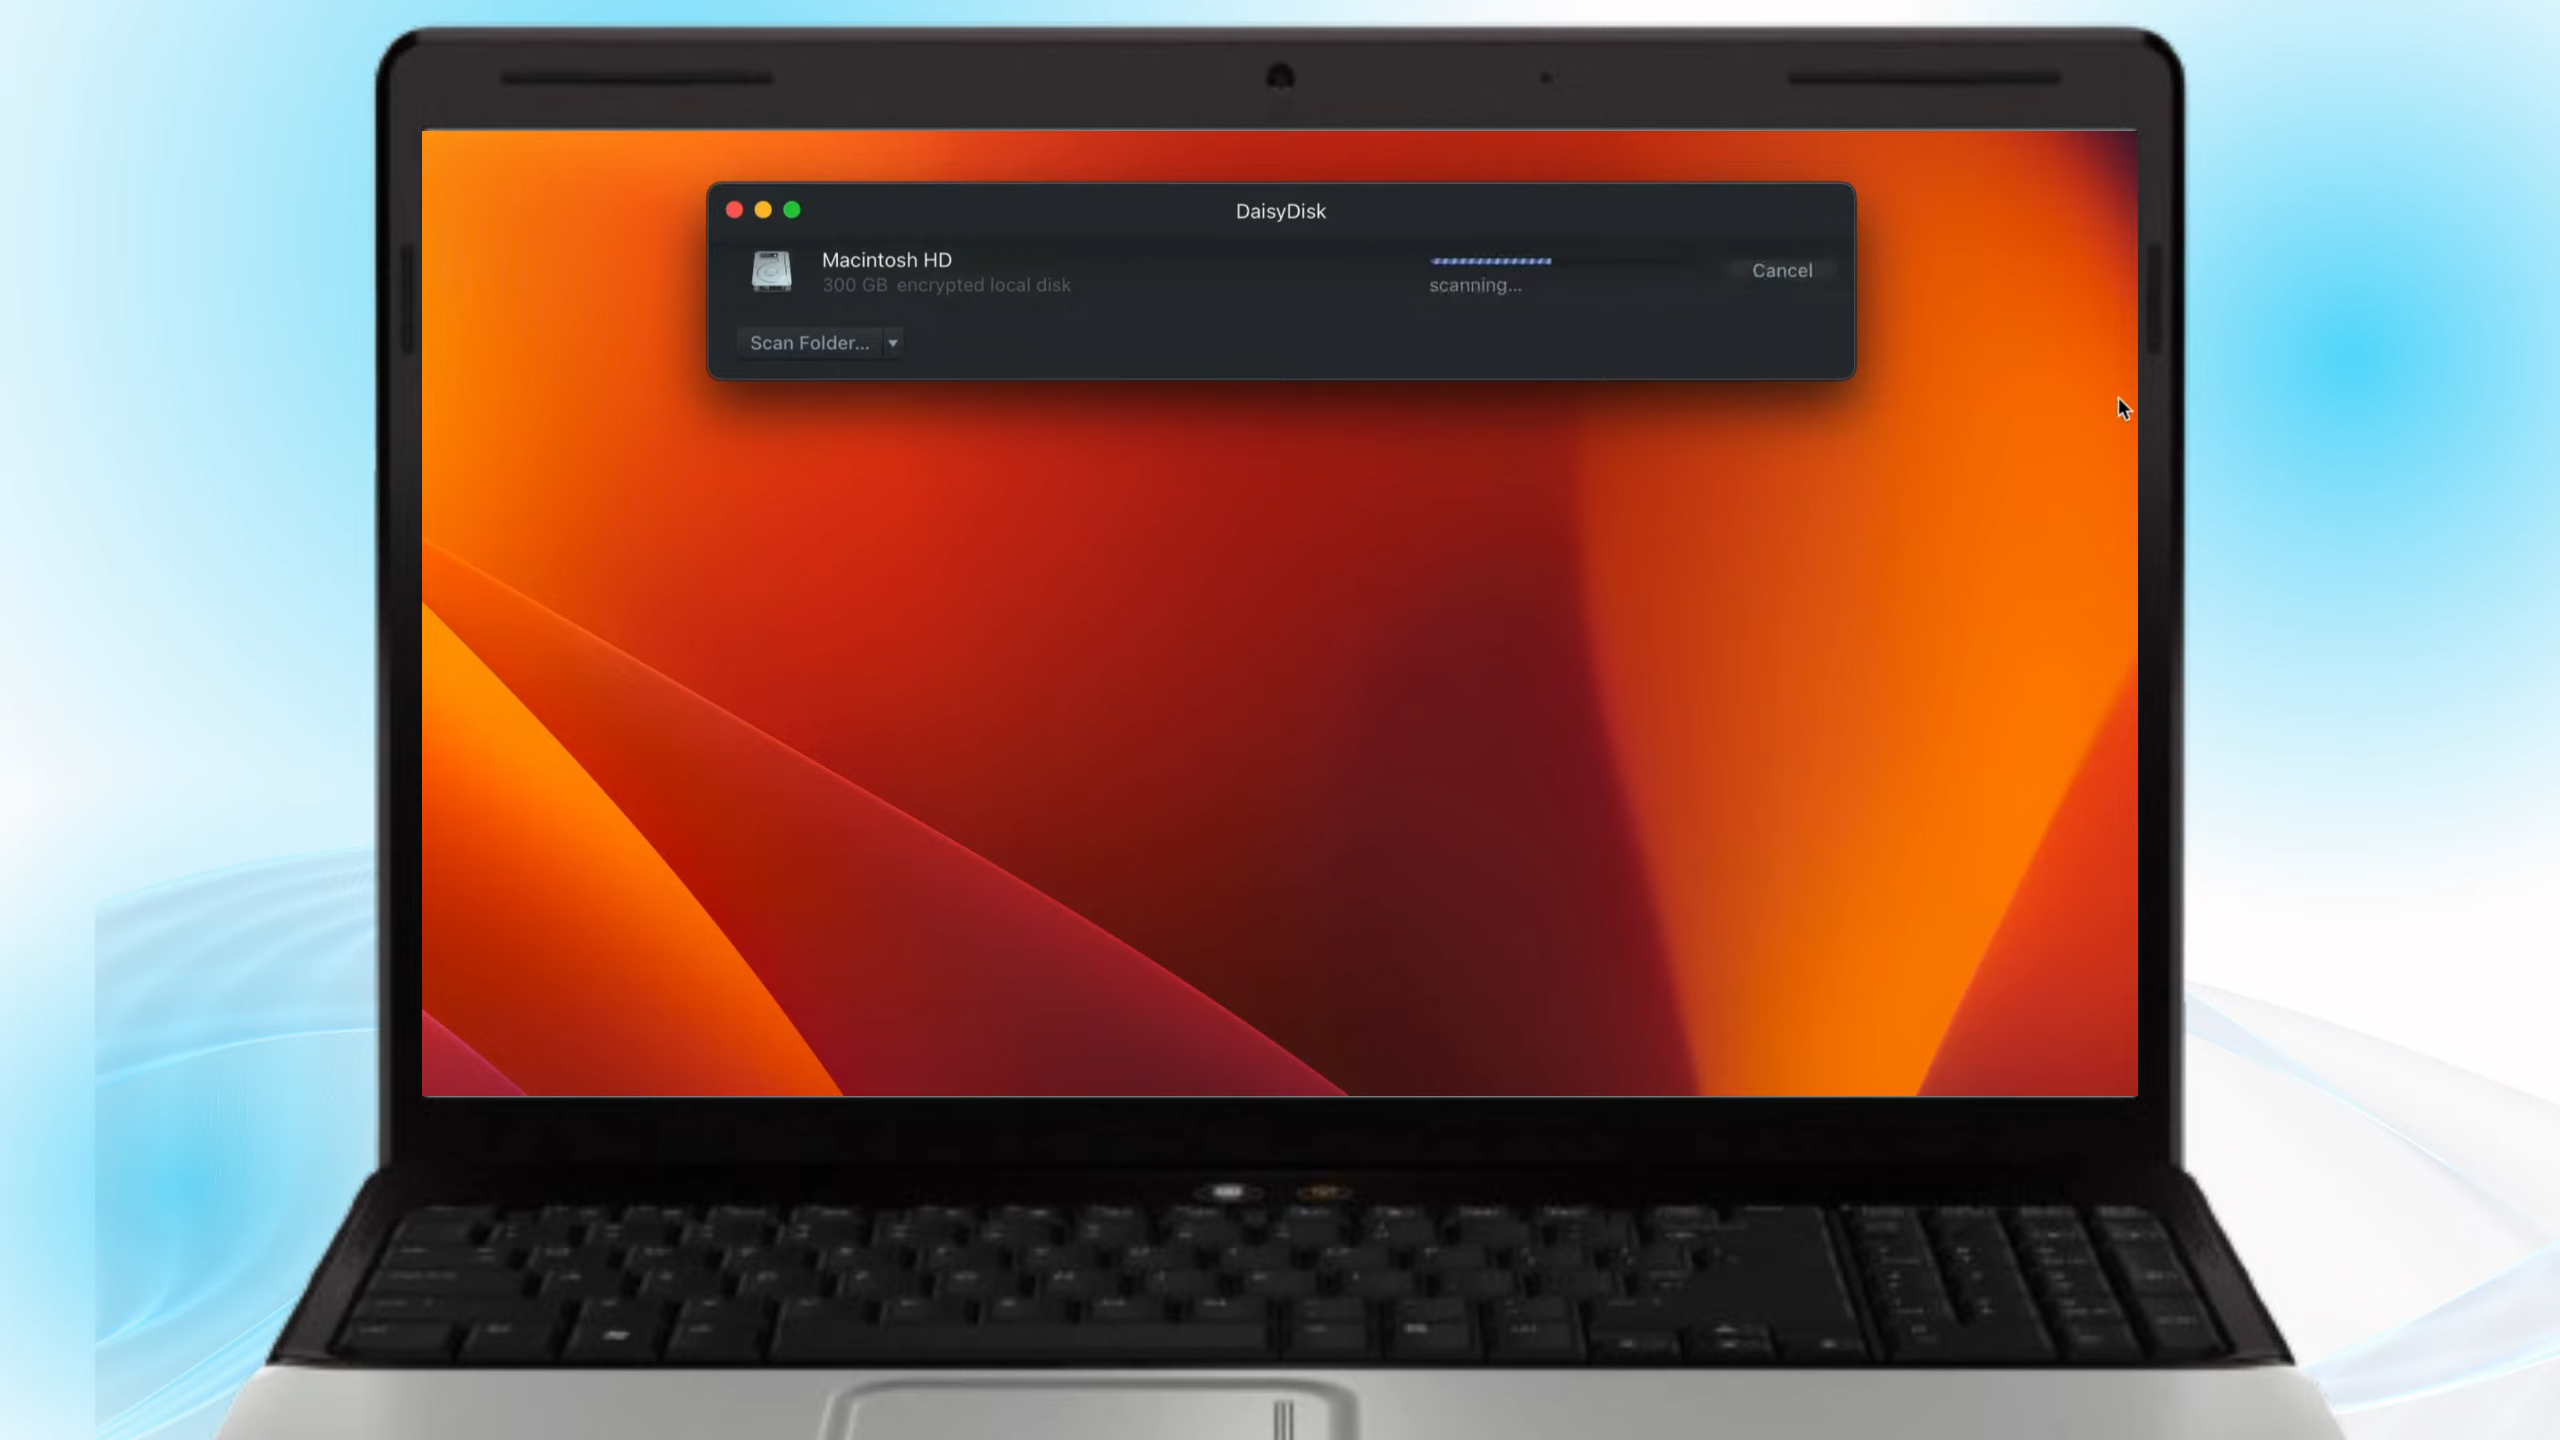 DaisyDisk
Macintosh HD
300 GB encrypted local disk
scanning...
Cancel
Scan Folder...